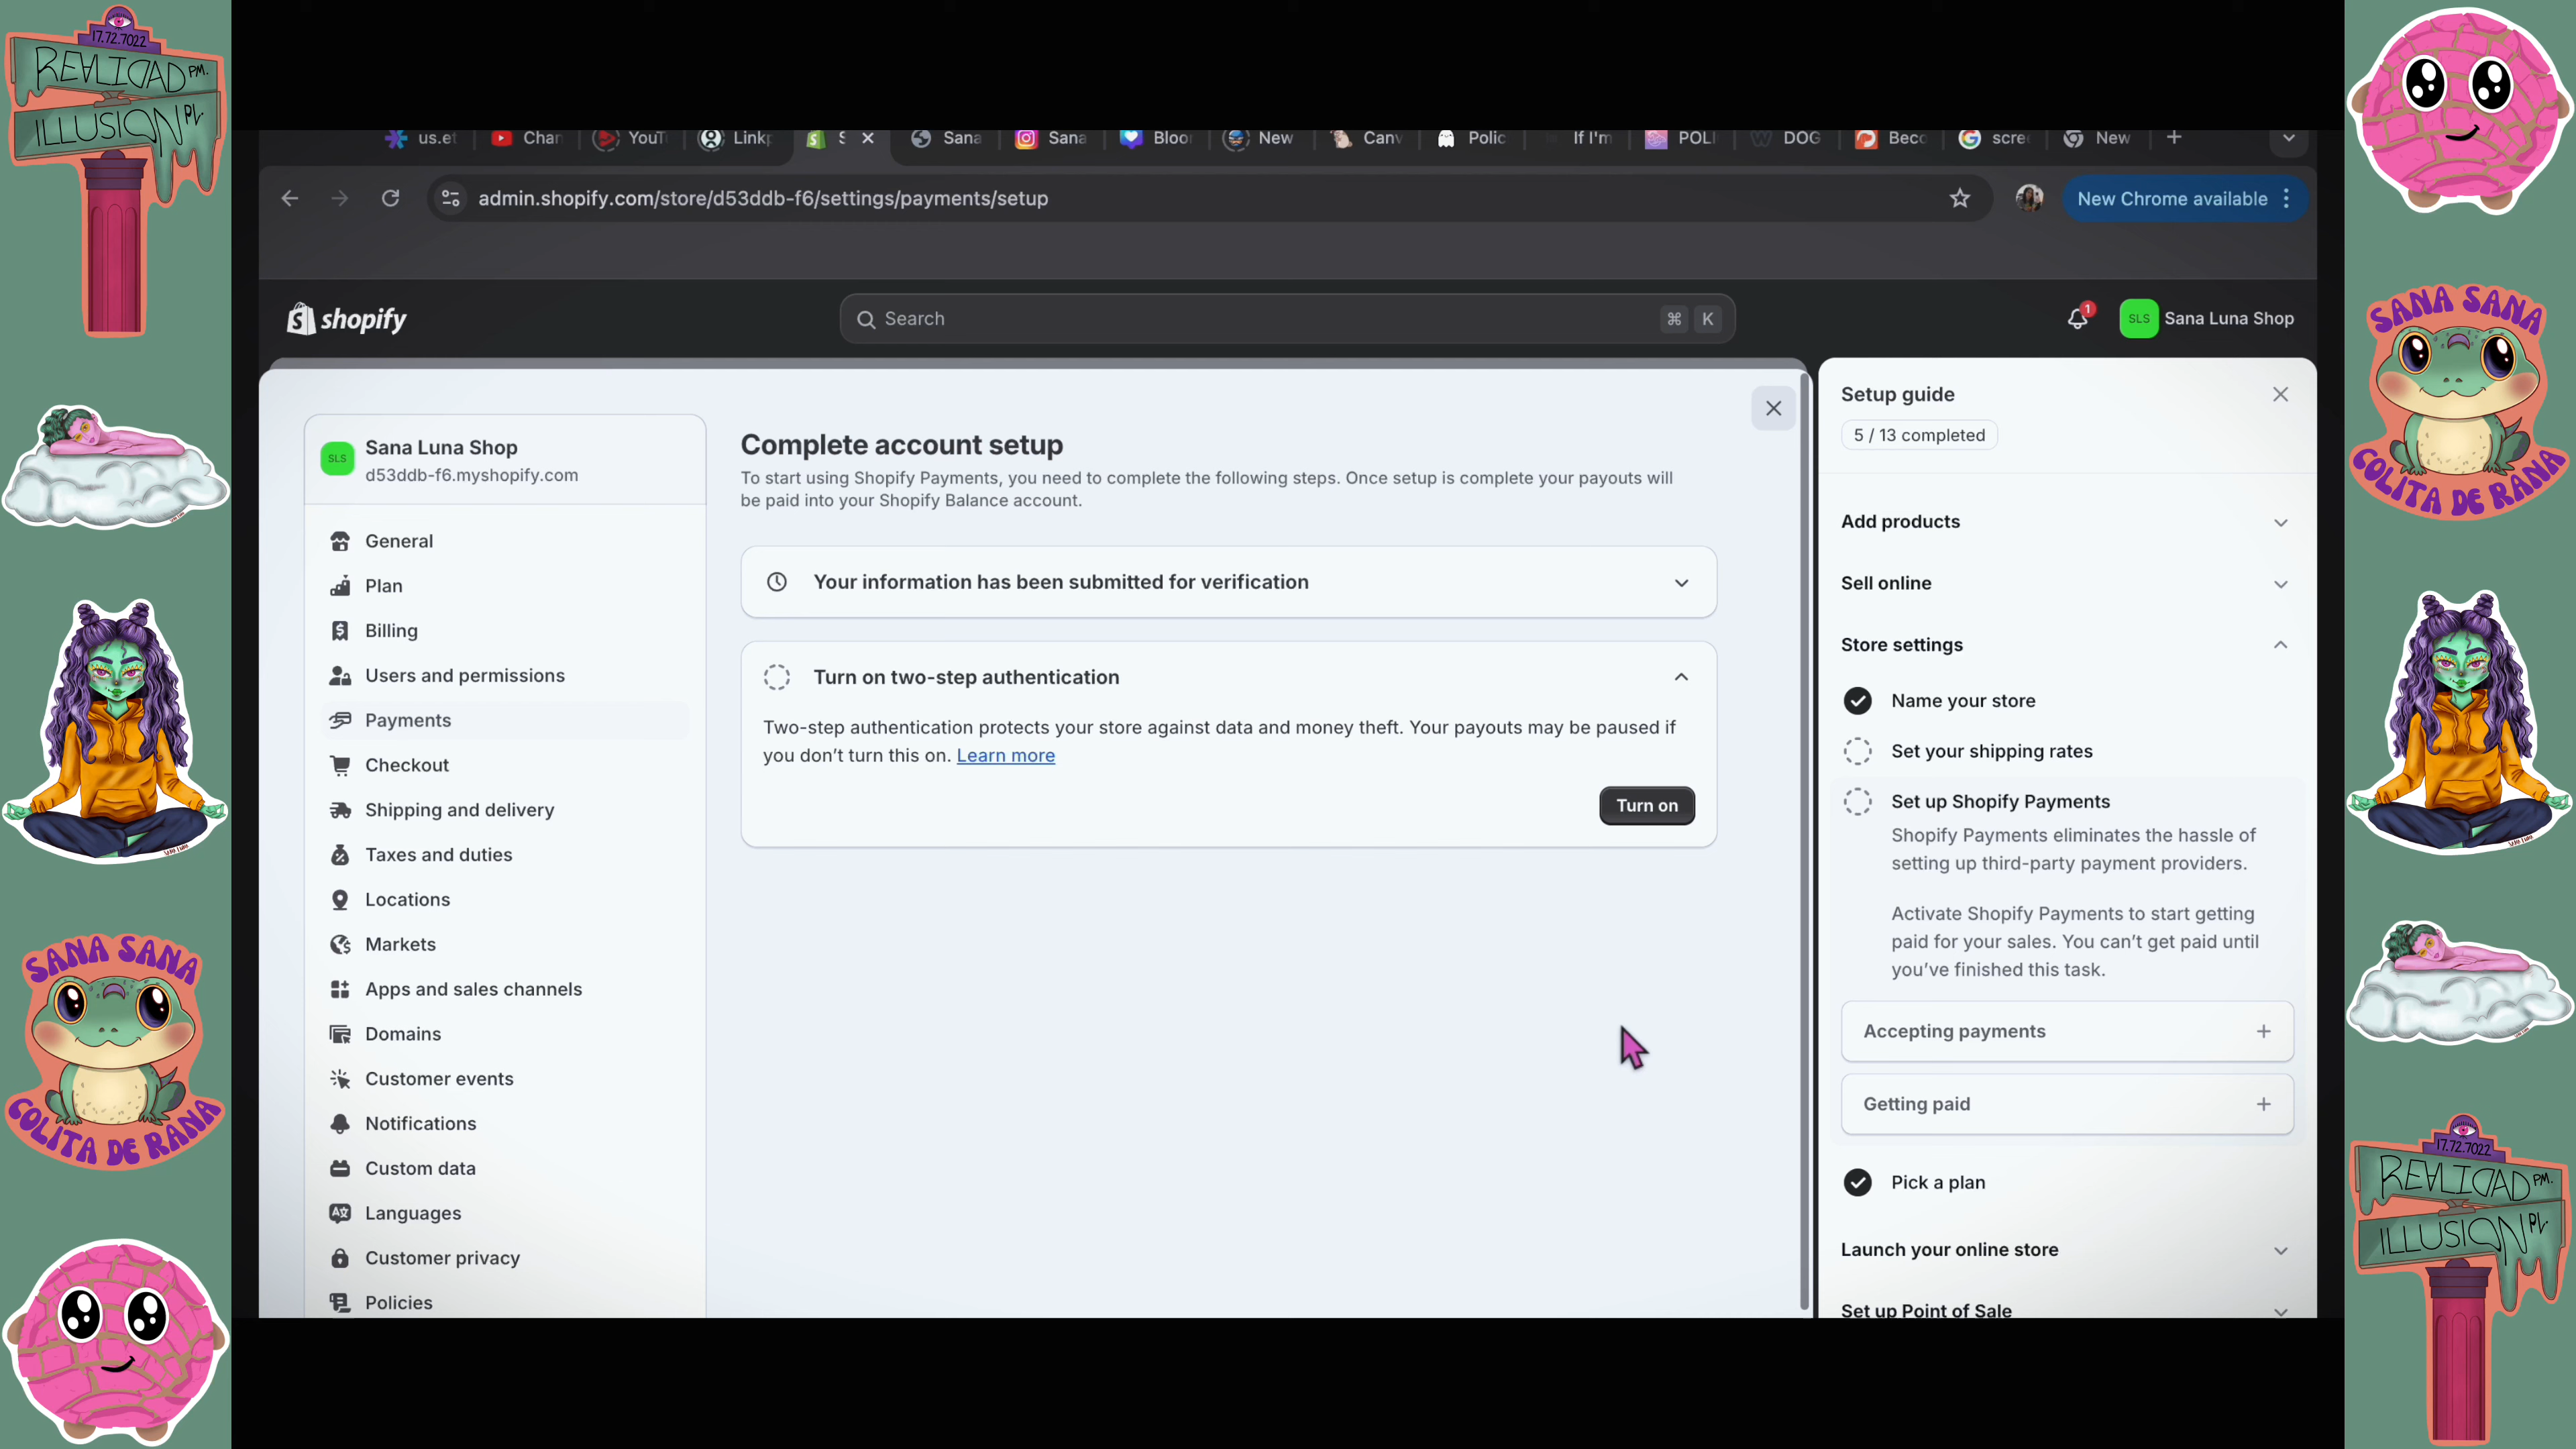 17.72.7022
REALIDAD PM.
ILLUSION PL.
SANA SANA
COLITA DE RANA
us.et
Chan
YouT
Linkp
S
Sana
Sana
Bloor
New
Canv
Polic
If I'm
POLI
DOG
Beco
scre
New
admin.shopify.com/store/d53ddb-f6/settings/payments/setup
New Chrome available
shopify
Search
⌘ K
1
SLS
Sana Luna Shop
SLS
Sana Luna Shop
d53ddb-f6.myshopify.com
General
Plan
Billing
Users and permissions
Payments
Checkout
Shipping and delivery
Taxes and duties
Locations
Markets
Apps and sales channels
Domains
Customer events
Notifications
Custom data
Languages
Customer privacy
Policies
Complete account setup
To start using Shopify Payments, you need to complete the following steps. Once setup is complete your payouts will
be paid into your Shopify Balance account.
Your information has been submitted for verification
Turn on two-step authentication
Two-step authentication protects your store against data and money theft. Your payouts may be paused if
you don’t turn this on. Learn more
Turn on
Setup guide
5 / 13 completed
Add products
Sell online
Store settings
Name your store
Set your shipping rates
Set up Shopify Payments
Shopify Payments eliminates the hassle of
setting up third-party payment providers.
Activate Shopify Payments to start getting
paid for your sales. You can’t get paid until
you’ve finished this task.
Accepting payments
Getting paid
Pick a plan
Launch your online store
Set up Point of Sale
SANA SANA
COLITA DE RANA
17.72.7022
REALIDAD PM.
ILLUSION PL.